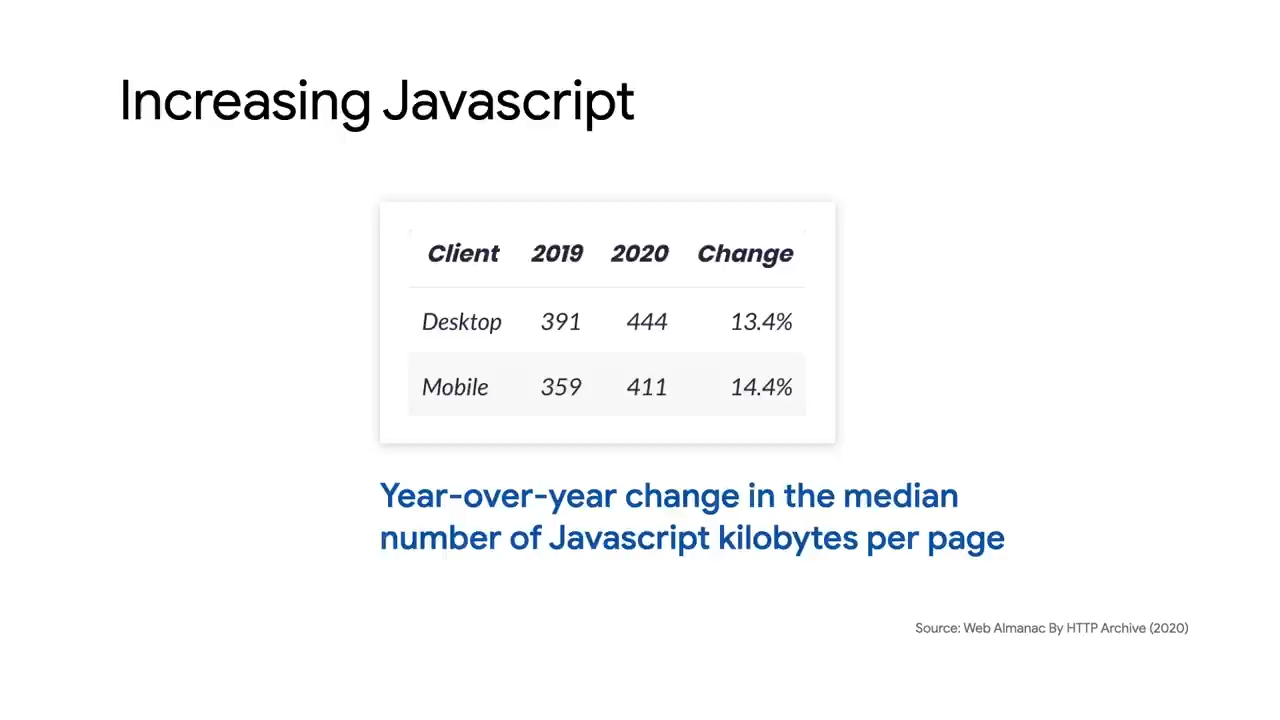 Increasing Javascript
Client 2019 2020 Change
Desktop 391 444 13.4%
Mobile 359 411 14.4%
Year-over-year change in the median
number of Javascript kilobytes per page
Source: Web Almanac By HTTP Archive (2020)